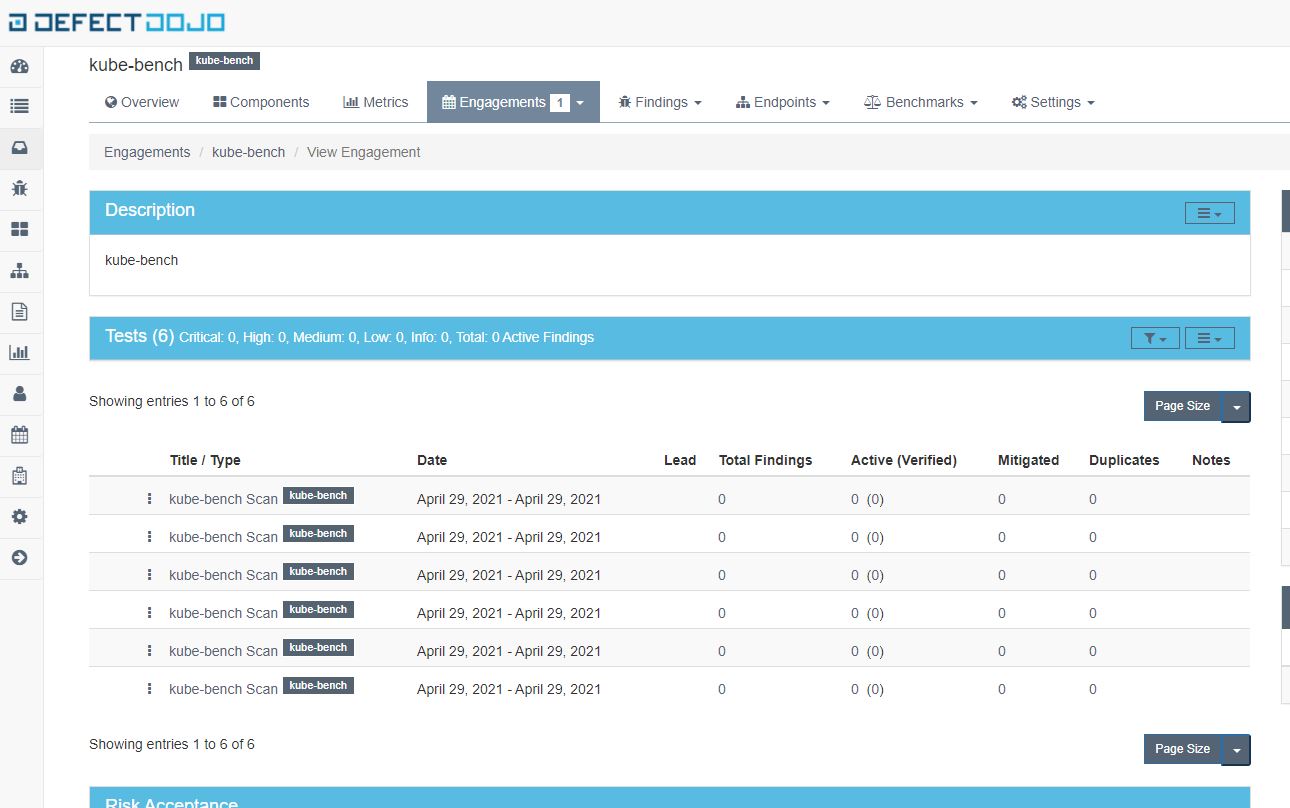 DEFECTDOJO
kube-bench kube-bench
Overview Components Metrics Engagements 1 Findings Endpoints Benchmarks Settings
Engagements / kube-bench / View Engagement
Description
kube-bench
Tests (6) Critical: 0, High: 0, Medium: 0, Low: 0, Info: 0, Total: 0 Active Findings
Showing entries 1 to 6 of 6 Page Size
Title / Type Date Lead Total Findings Active (Verified) Mitigated Duplicates Notes
kube-bench Scan kube-bench April 29, 2021 - April 29, 2021 0 0 (0) 0 0
kube-bench Scan kube-bench April 29, 2021 - April 29, 2021 0 0 (0) 0 0
kube-bench Scan kube-bench April 29, 2021 - April 29, 2021 0 0 (0) 0 0
kube-bench Scan kube-bench April 29, 2021 - April 29, 2021 0 0 (0) 0 0
kube-bench Scan kube-bench April 29, 2021 - April 29, 2021 0 0 (0) 0 0
kube-bench Scan kube-bench April 29, 2021 - April 29, 2021 0 0 (0) 0 0
Showing entries 1 to 6 of 6 Page Size
Risk Acceptance